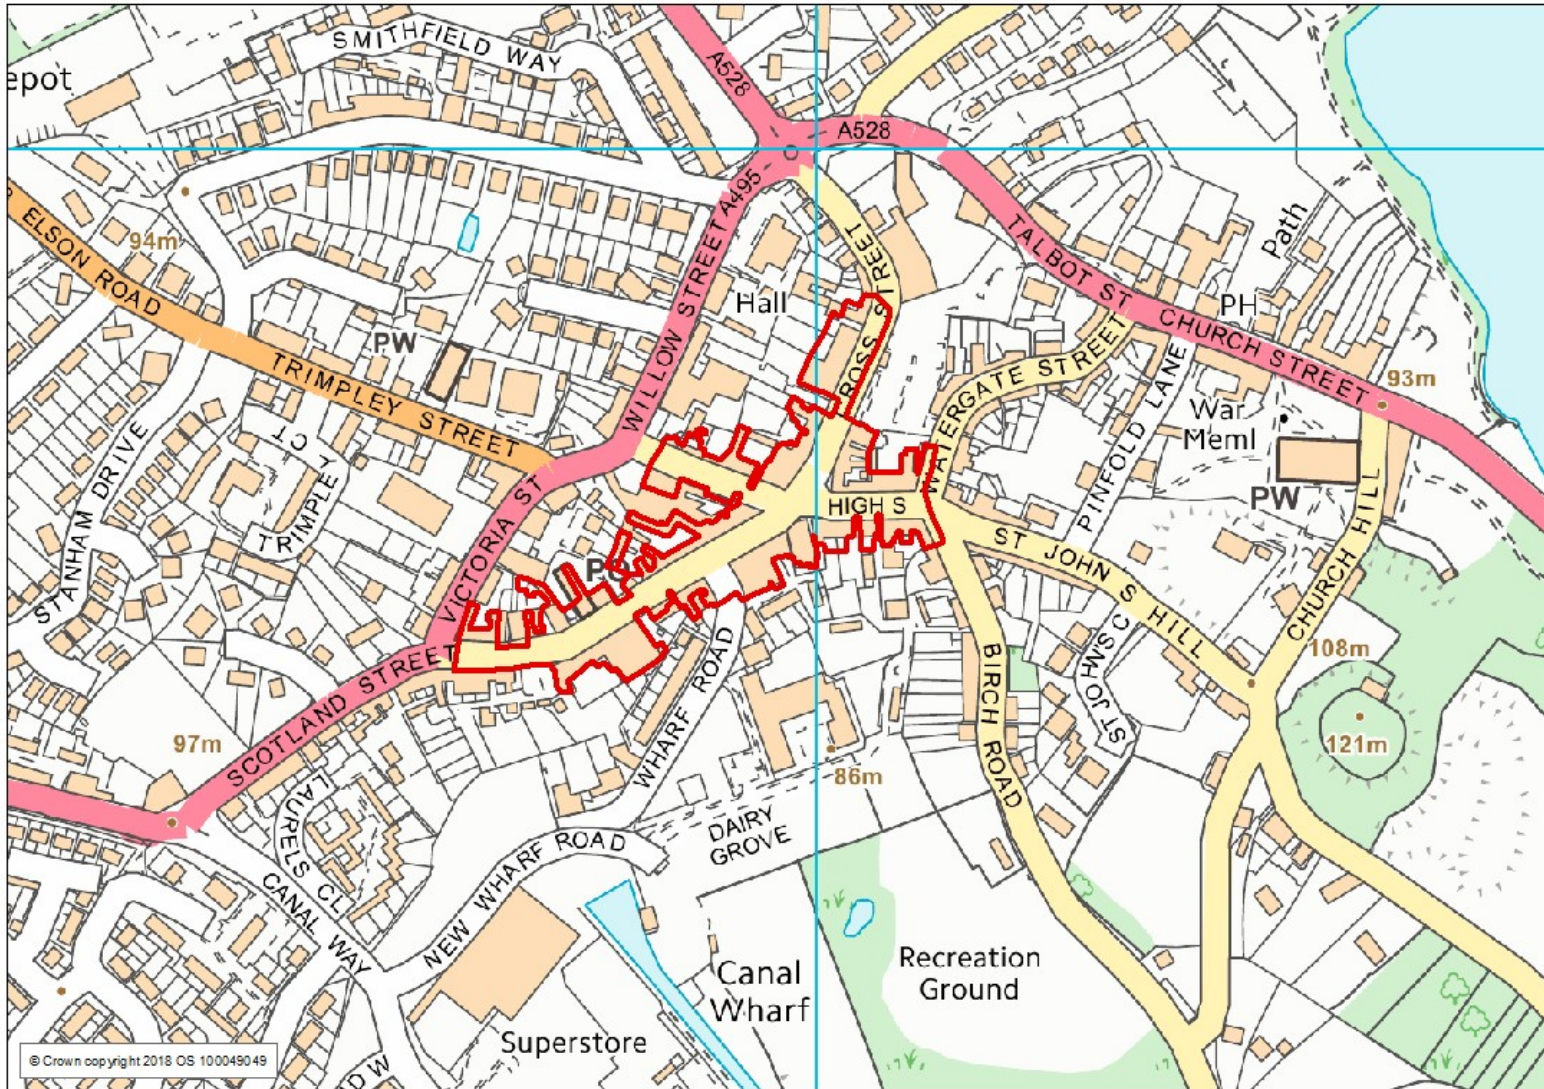 SMITHFIELD WAY
epot
A528
A528
ELSON ROAD
94m
A495
WILLOW STREET
ROSS STREET
Hall
TALBOT ST
Path
PH
CHURCH STREET
93m
PW
TRIMPLEY STREET
WATERGATE STREET
PINFOLD LANE
War
Meml
PW
STANHAM DRIVE
TRIMPLEY CT
VICTORIA ST
HIGH S
PO
ST JOHN S HILL
CHURCH HILL
108m
121m
SCOTLAND STREET
97m
WHARF ROAD
BIRCH ROAD
ST JOHNS C
86m
LAURELS CL
DAIRY
GROVE
NEW WHARF ROAD
CANAL WAY
Canal
Wharf
Recreation
Ground
Superstore
© Crown copyright 2018 OS 100049049